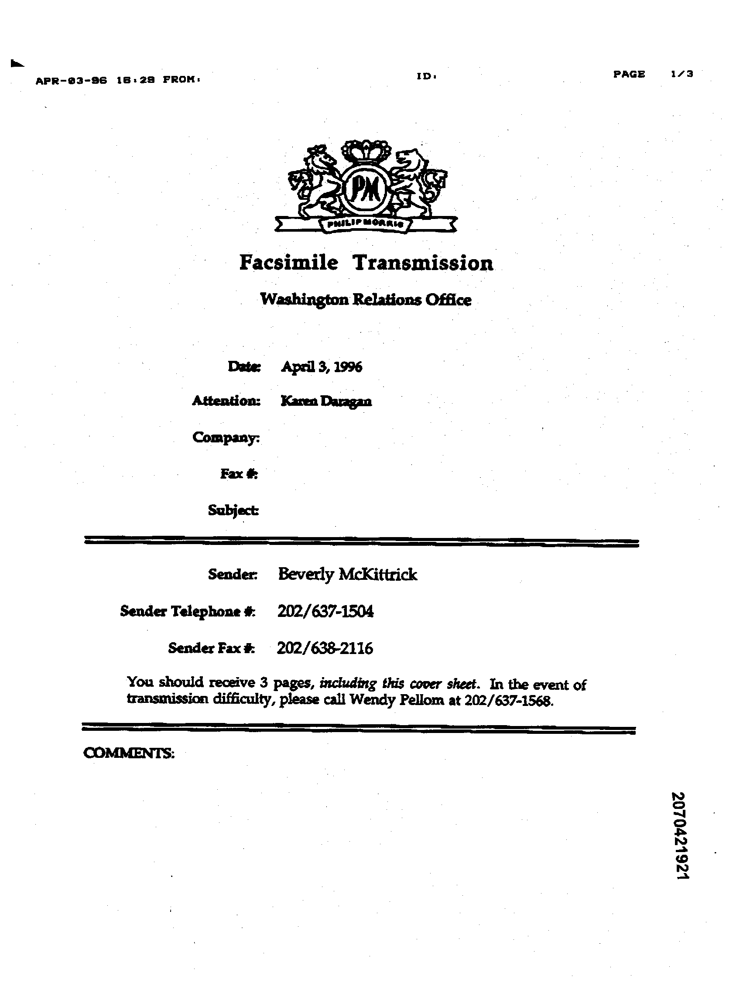 APR-03-96 16:28 FROM: ID: PAGE 1/3
PM
PHILIP MORRIS
Facsimile Transmission
Washington Relations Office
Date: April 3, 1996
Attention: Karen Daragan
Company:
Fax #:
Subject:
Sender: Beverly McKittrick
Sender Telephone #: 202/637-1504
Sender Fax #: 202/638-2116
You should receive 3 pages, including this cover sheet. In the event of
transmission difficulty, please call Wendy Pellom at 202/637-1568.
COMMENTS:
2070421921